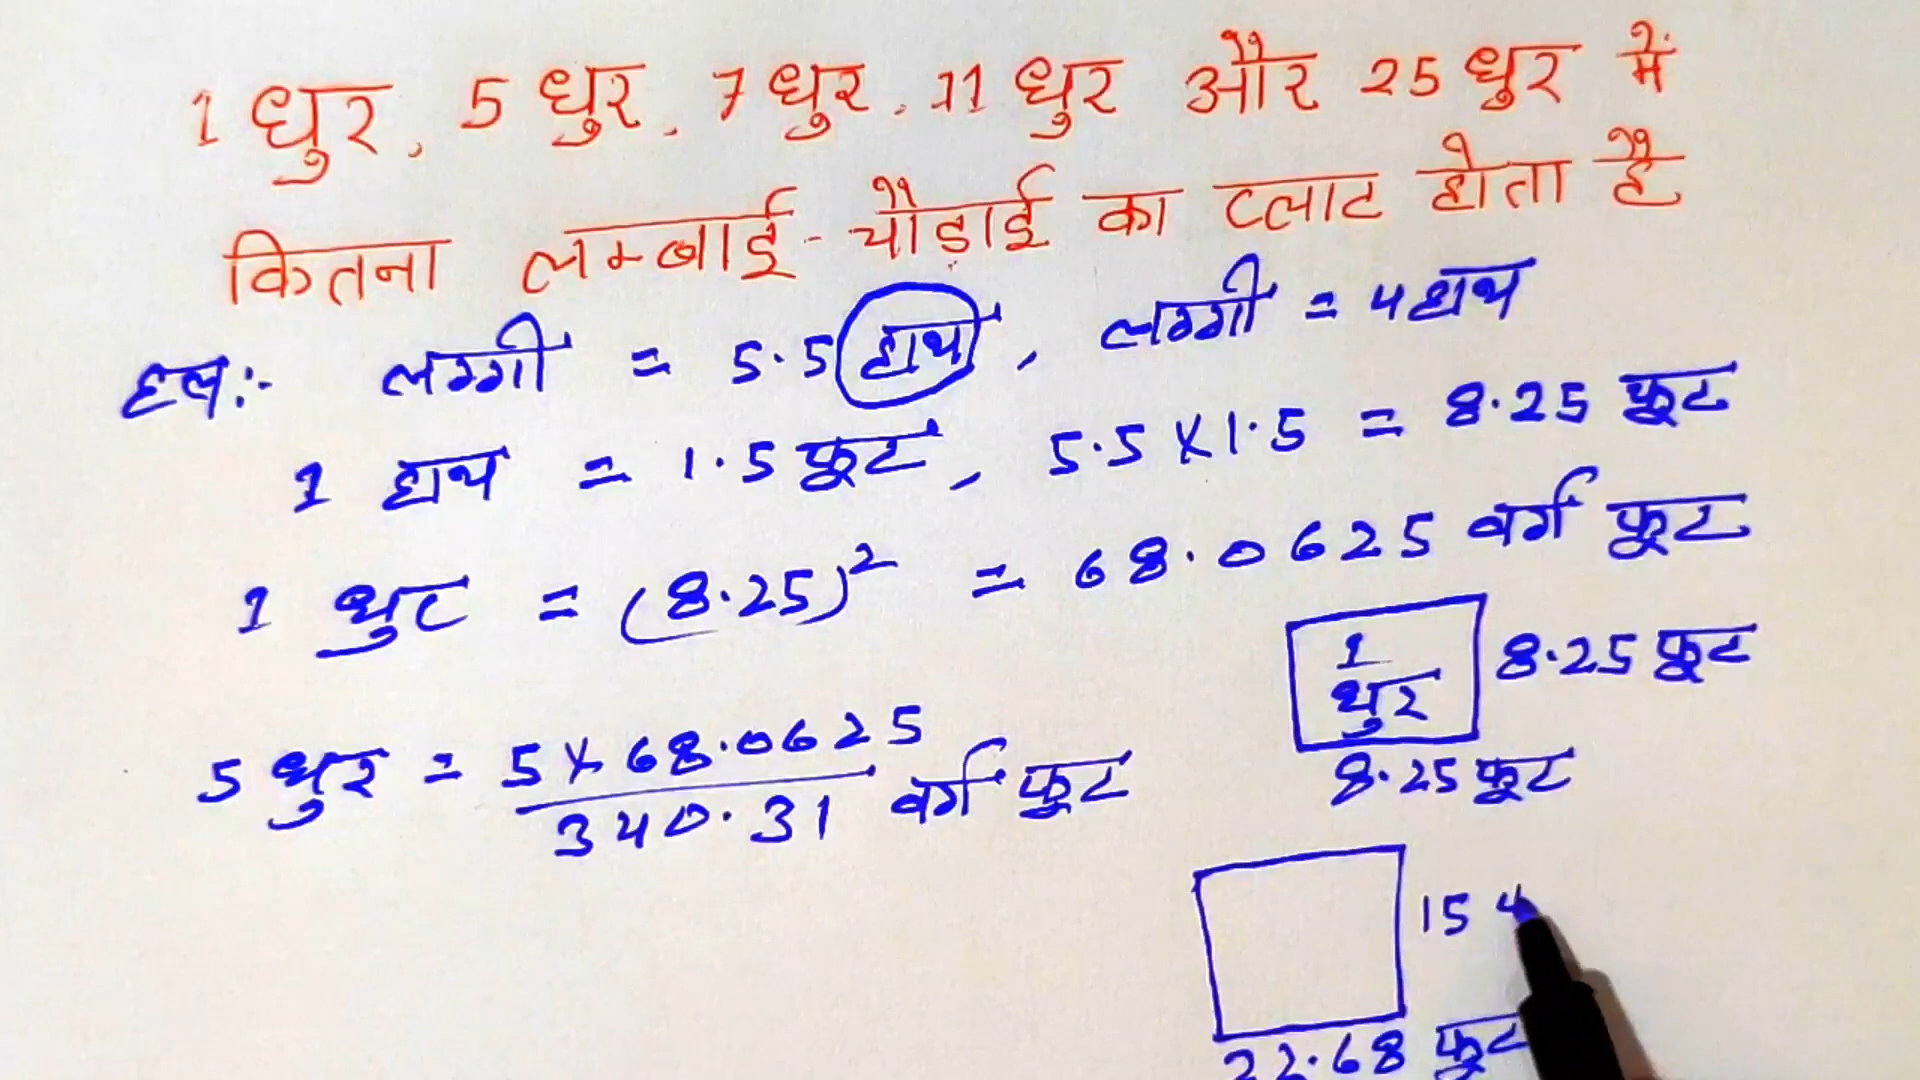 1 धुर, 5 धुर, 7 धुर, 11 धुर और 25 धुर में
कितना लम्बाई-चौड़ाई का प्लाट होता है
हल:- लग्गी = 5.5 हाथ, लग्गी = 4 हाथ
1 हाथ = 1.5 फूट, 5.5 x 1.5 = 8.25 फूट
1 धुर = (8.25)² = 68.0625 वर्ग फूट
1 धुर 8.25 फूट
8.25 फूट
5 धुर = 5 x 68.0625
340.31 वर्ग फूट
15
22.68 फूट